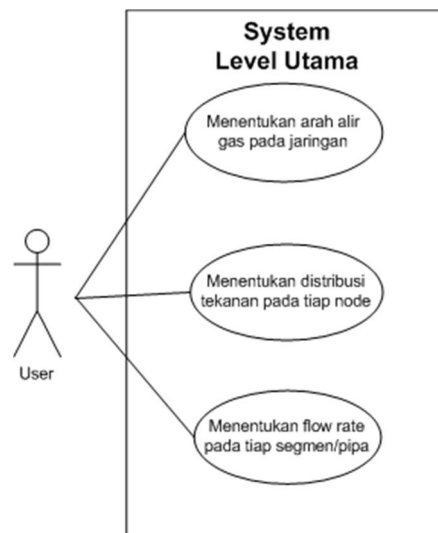 System
Level Utama
Menentukan arah alir
gas pada jaringan
Menentukan distribusi
tekanan pada tiap node
User
Menentukan flow rate
pada tiap segmen/pipa